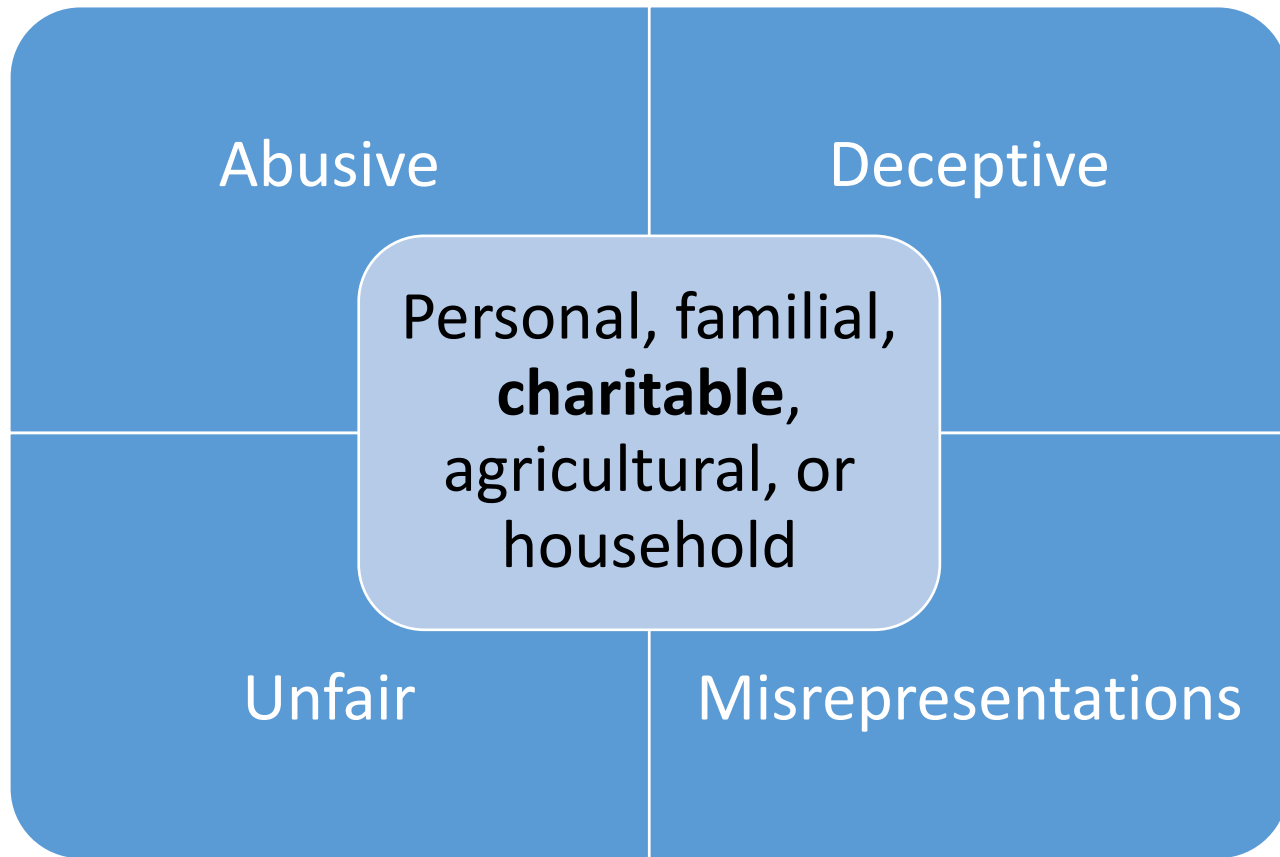 Abusive
Deceptive
Personal, familial,
charitable,
agricultural, or
household
Unfair
Misrepresentations